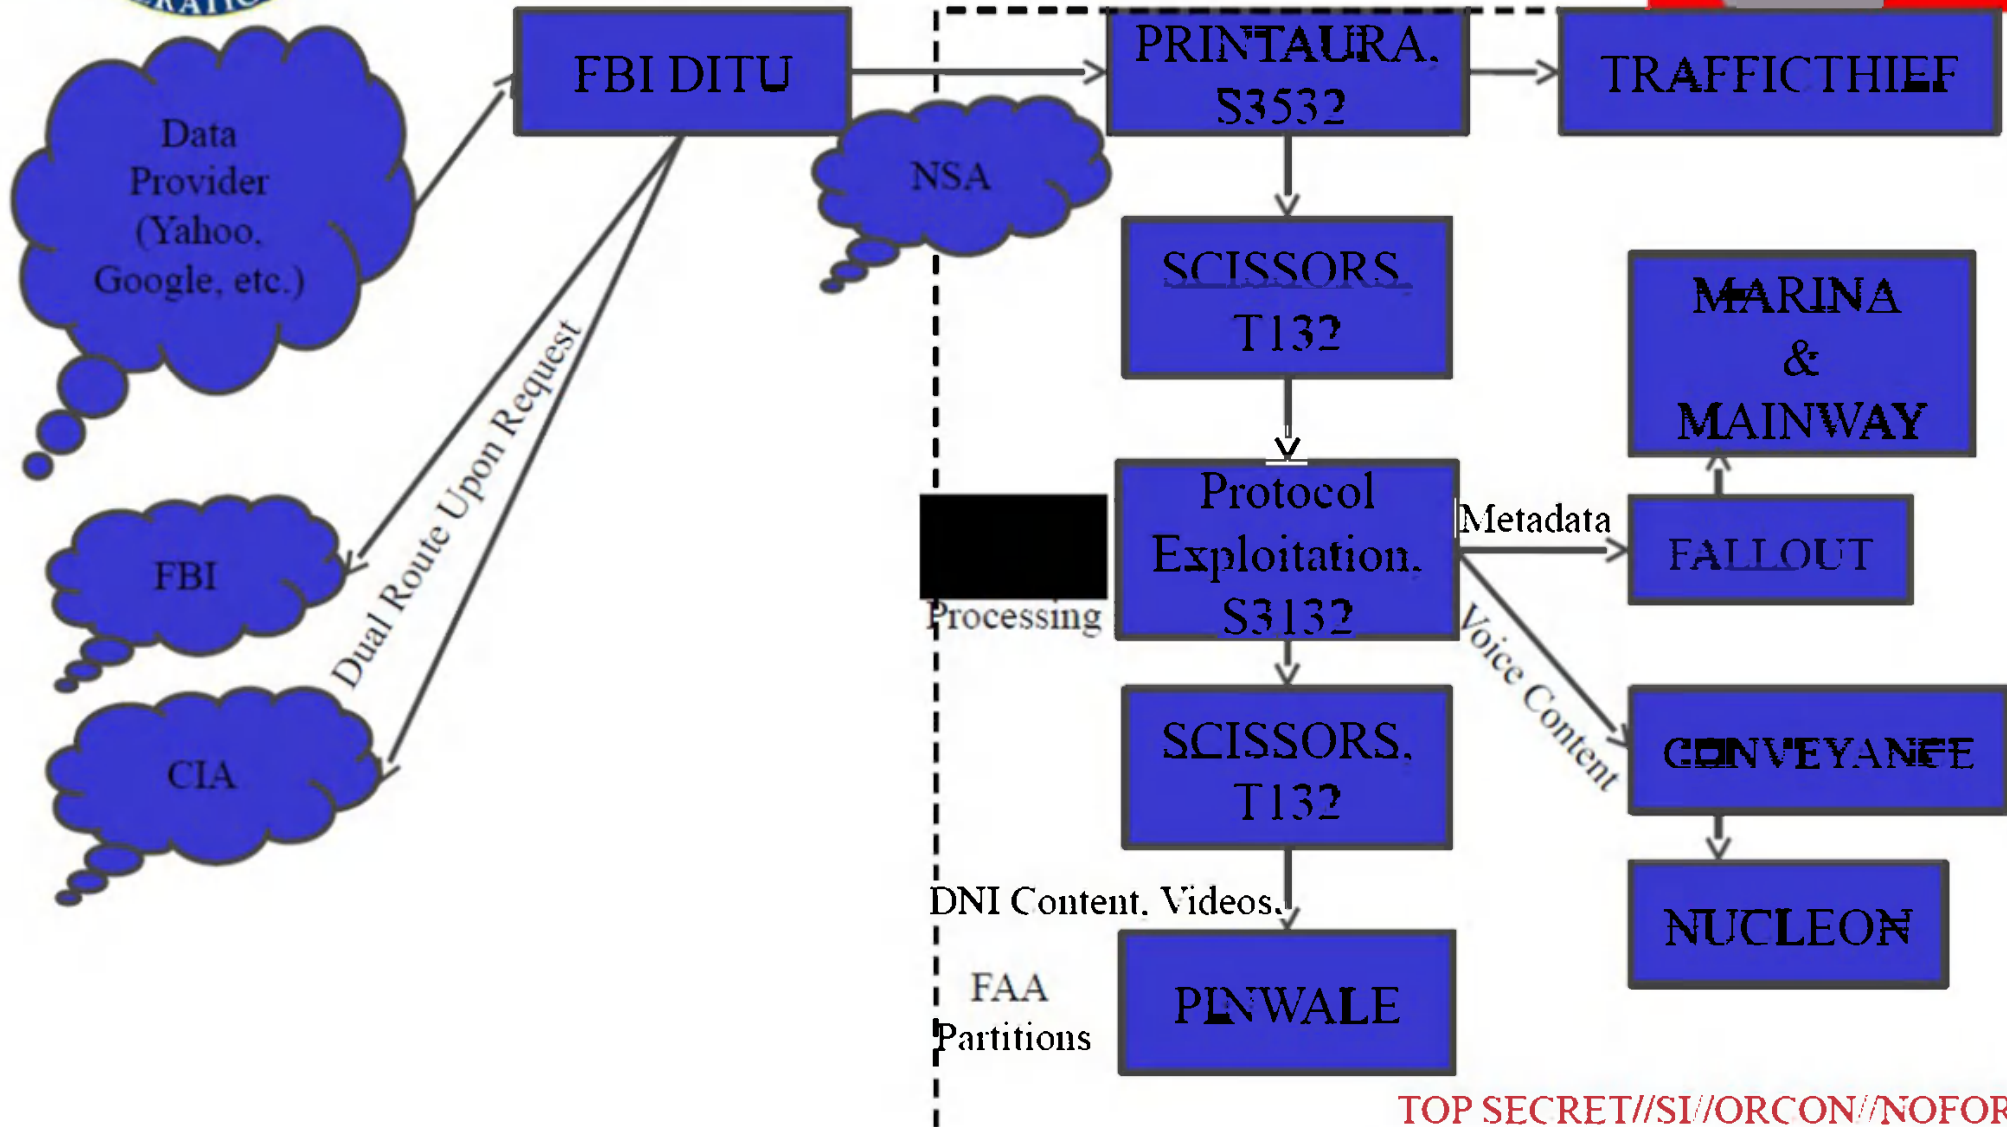 FBI DITU
PRINTAURA,
S3532
TRAFFICTHIEF
Data
Provider
(Yahoo,
Google, etc.)
NSA
SCISSORS,
T132
MARINA
&
MAINWAY
Dual Route Upon Request
Protocol
Exploitation,
S3132
Metadata
FALLOUT
FBI
Processing
Voice Content
CIA
SCISSORS,
T132
CONVEYANCE
DNI Content, Videos
NUCLEON
FAA
Partitions
PINWALE
TOP SECRET//SI//ORCON//NOFOR